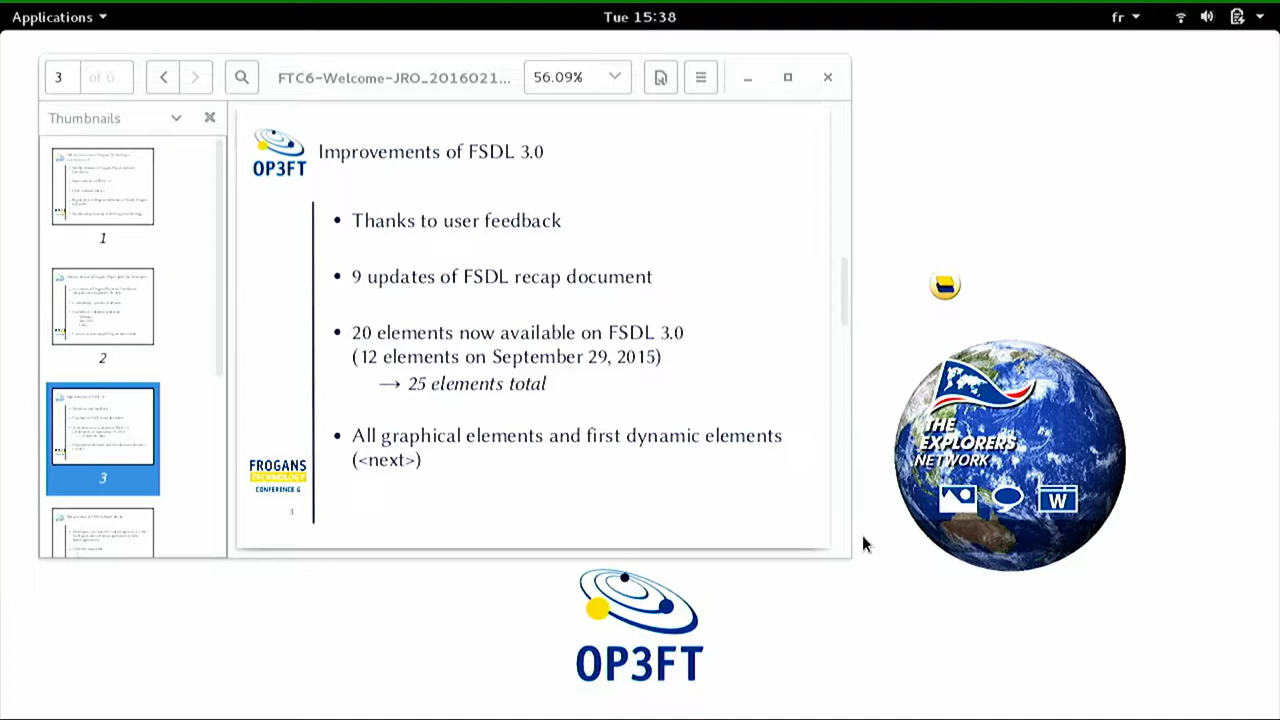 Applications
Tue 15:38
fr
3
of 6
FTC6-Welcome-JRO_2016021...
56.09%
Thumbnails
1
2
3
OP3FT
Improvements of FSDL 3.0
• Thanks to user feedback
• 9 updates of FSDL recap document
• 20 elements now available on FSDL 3.0
(12 elements on September 29, 2015)
→ 25 elements total
• All graphical elements and first dynamic elements
(<next>)
FROGANS
TECHNOLOGY
CONFERENCE 6
3
THE
EXPLORERS
NETWORK
W
OP3FT